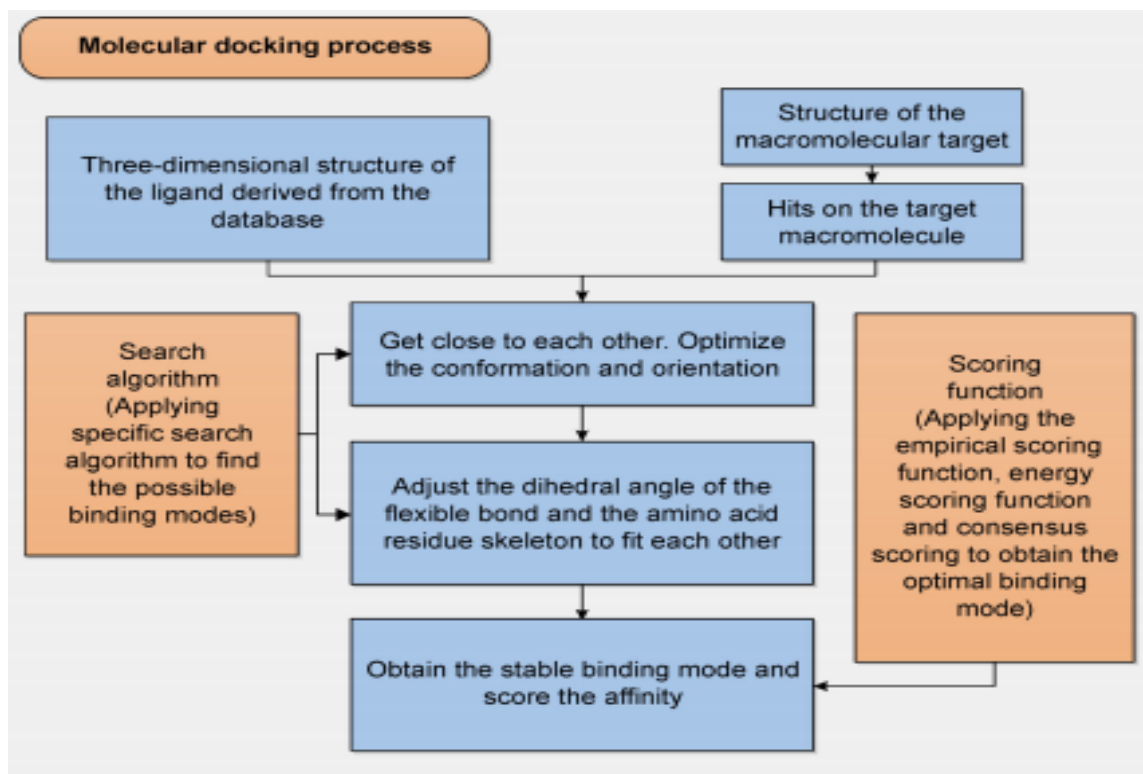 Molecular docking process
Three-dimensional structure of
the ligand derived from the
database
Structure of the
macromolecular target
Hits on the target
macromolecule
Search
algorithm
(Applying
specific search
algorithm to find
the possible
binding modes)
Get close to each other. Optimize
the conformation and orientation
Adjust the dihedral angle of the
flexible bond and the amino acid
residue skeleton to fit each other
Obtain the stable binding mode and
score the affinity
Scoring
function
(Applying the
empirical scoring
function, energy
scoring function
and consensus
scoring to obtain the
optimal binding
mode)